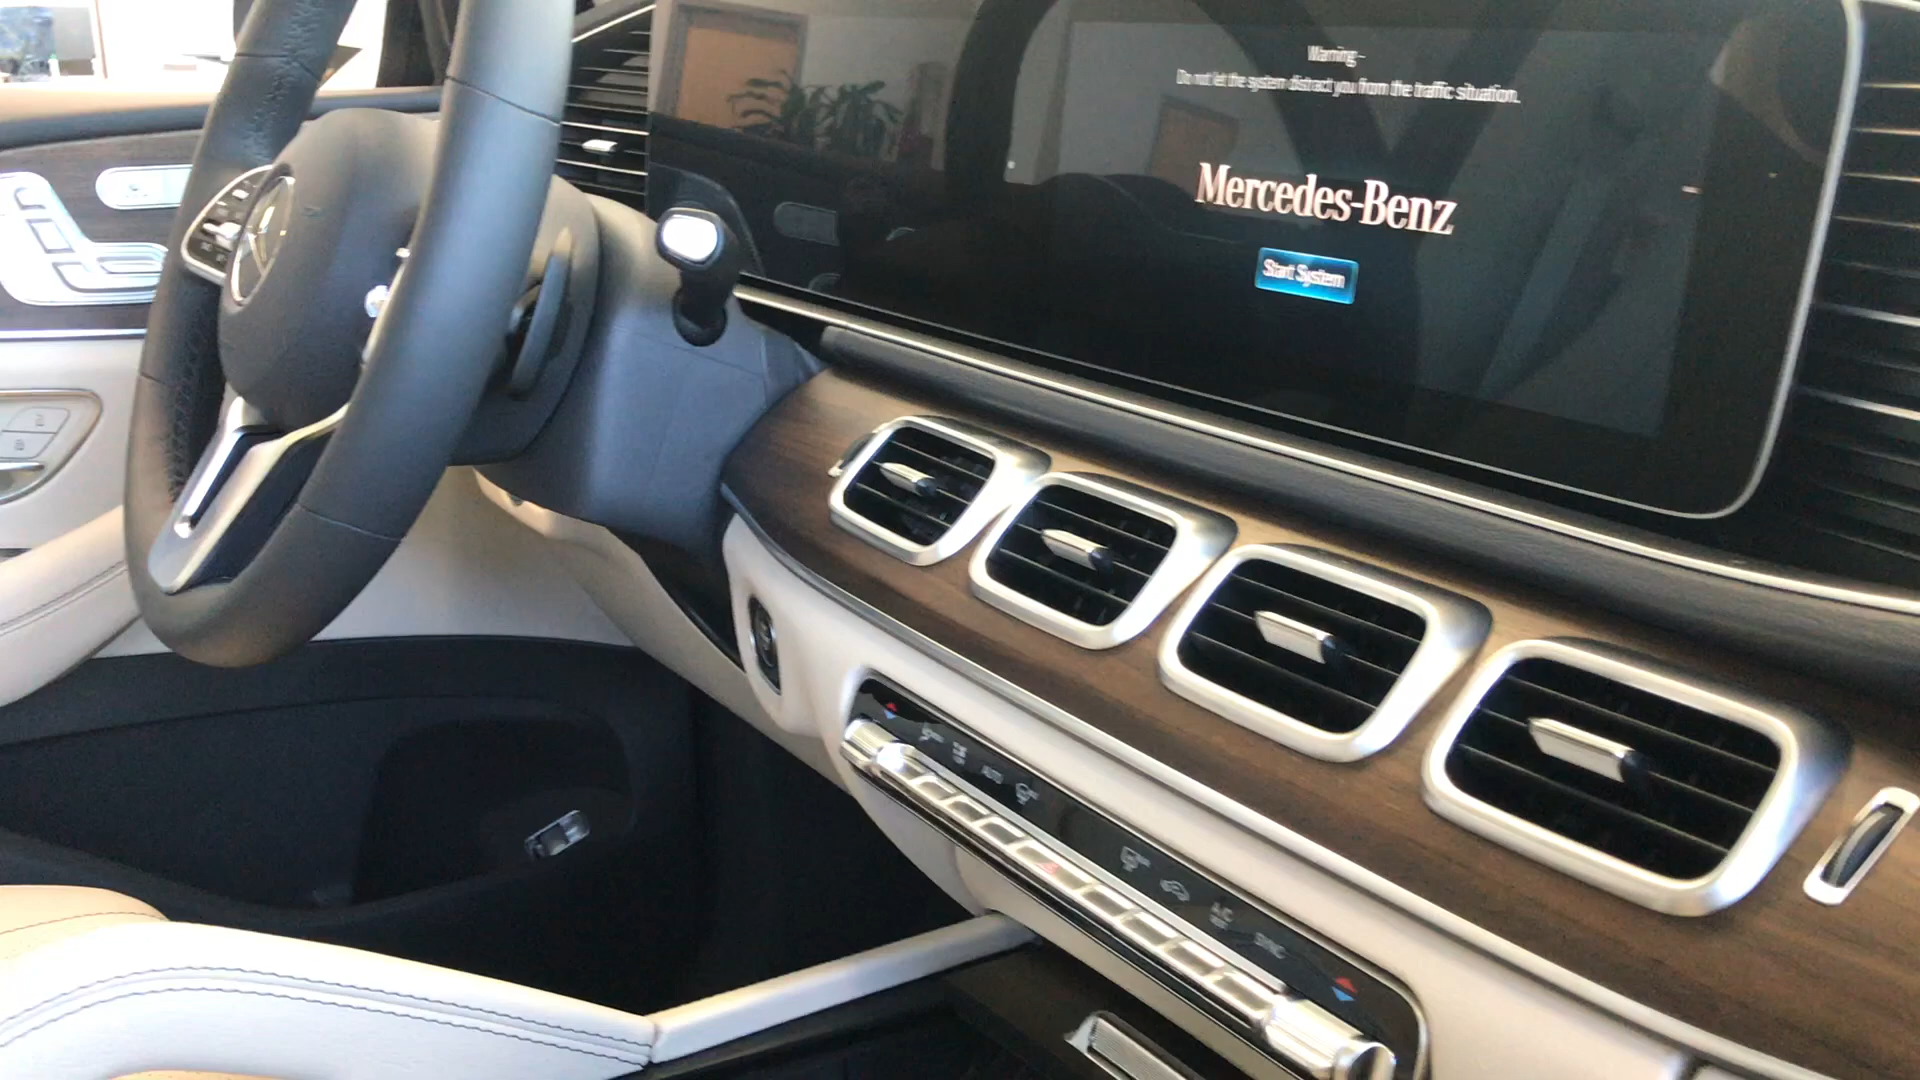 Warning -
Do not let the system distract you from the traffic situation.
Mercedes-Benz
Start System
AUTO
A/C
SYNC